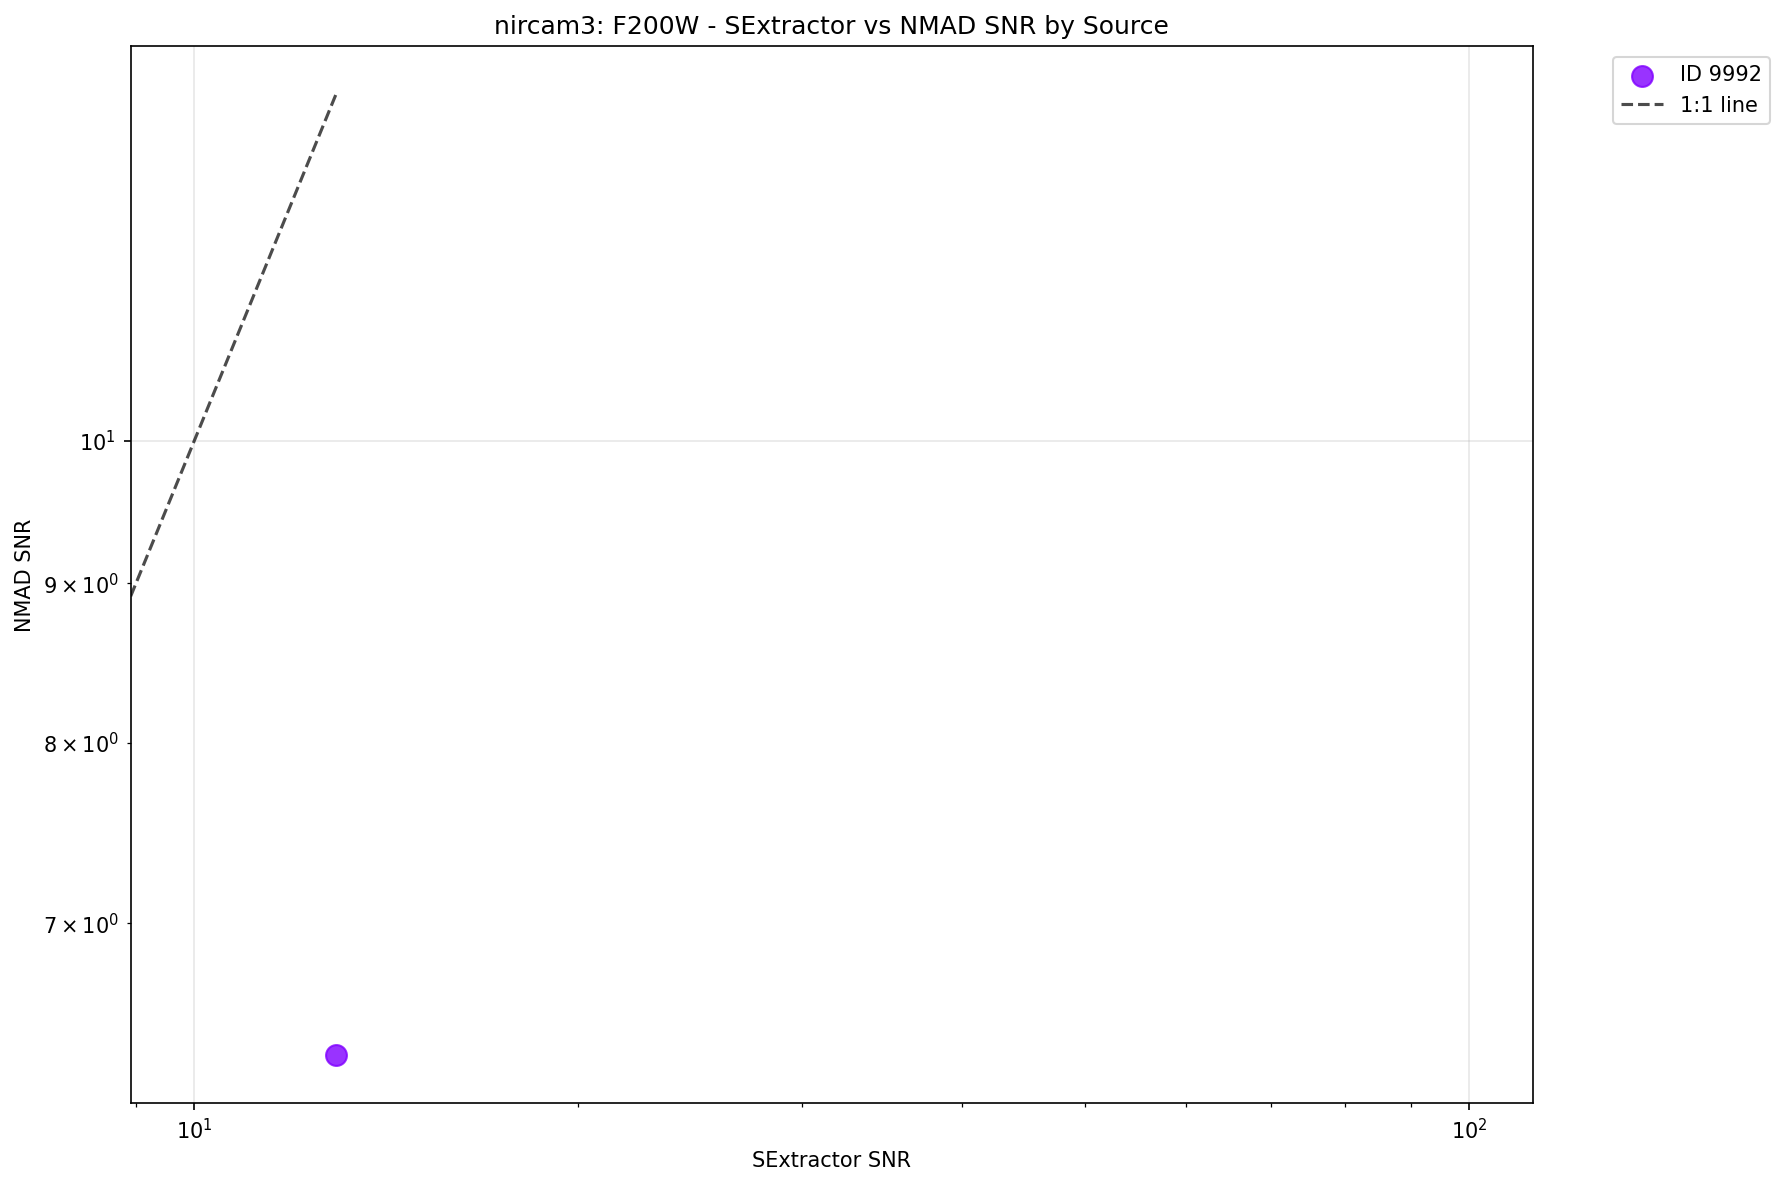 nircam3: F200W - SExtractor vs NMAD SNR by Source
ID 9992
1:1 line
NMAD SNR
10¹
9 × 10⁰
8 × 10⁰
7 × 10⁰
10¹
10²
SExtractor SNR